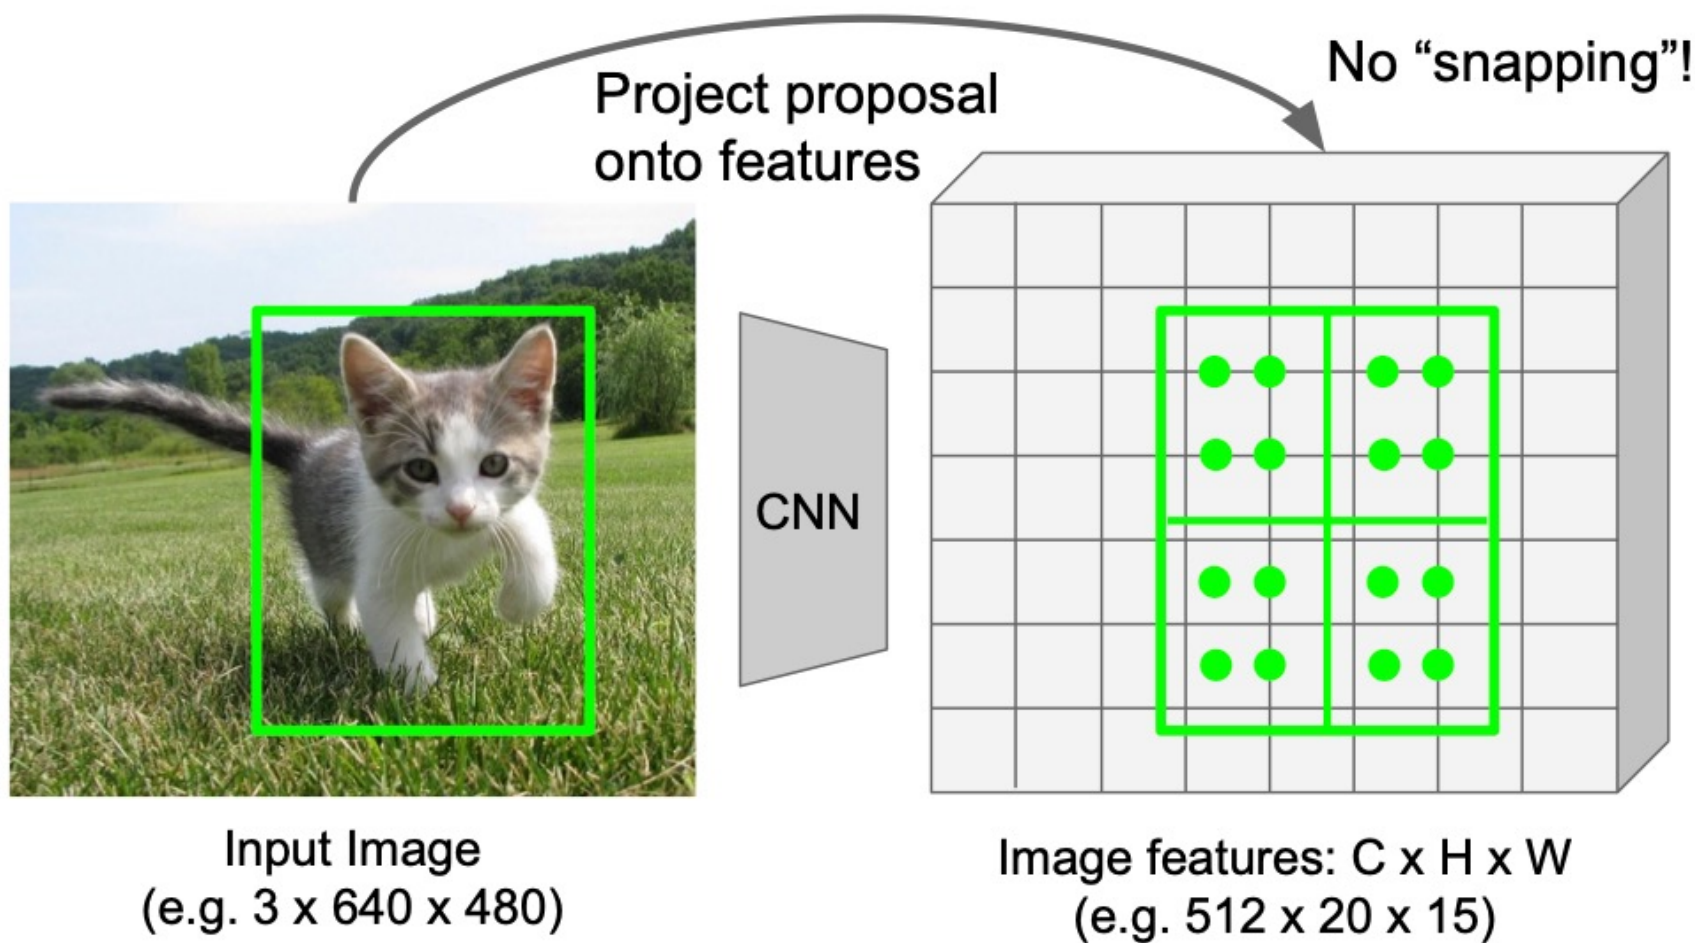 Project proposal
onto features
No “snapping”!
CNN
Input Image
(e.g. 3 x 640 x 480)
Image features: C x H x W
(e.g. 512 x 20 x 15)